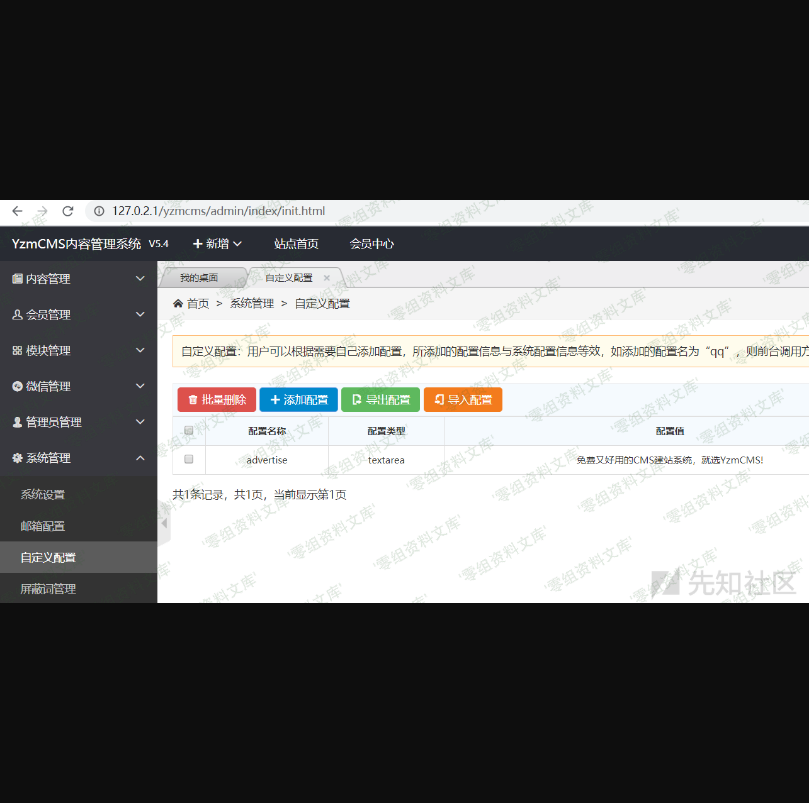 127.0.2.1/yzmcms/admin/index/init.html
YzmCMS内容管理系统 V5.4 新增 站点首页 会员中心
内容管理
会员管理
模块管理
微信管理
管理员管理
系统管理
系统设置
邮箱配置
自定义配置
屏蔽词管理
我的桌面 自定义配置
首页 > 系统管理 > 自定义配置
自定义配置：用户可以根据需要自己添加配置，所添加的配置信息与系统配置信息等效，如添加的配置名为“qq”，则前台调用方
批量删除 添加配置 导出配置 导入配置
配置名称 配置类型 配置值
advertise textarea 免费又好用的CMS建站系统，就选YzmCMS!
共1条记录，共1页，当前显示第1页
零组资料文库
先知社区